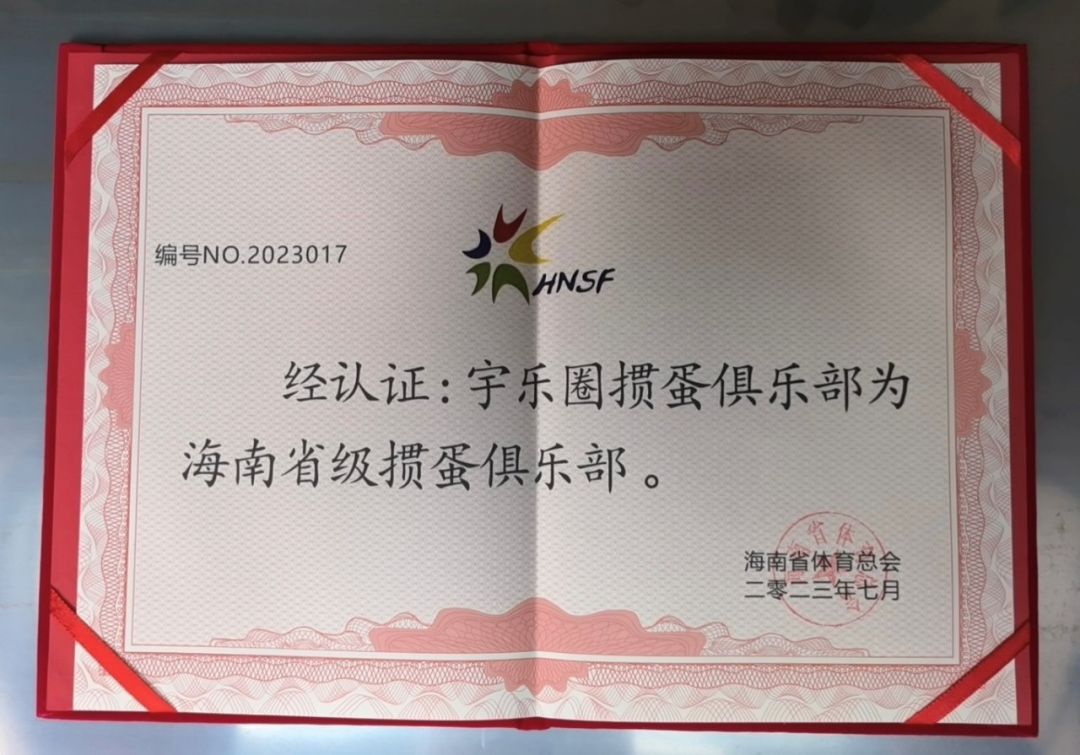 编号NO.2023017
HNSF
经认证:宇乐圈掼蛋俱乐部为
海南省级掼蛋俱乐部。
海南省体育总会
二零二三年七月